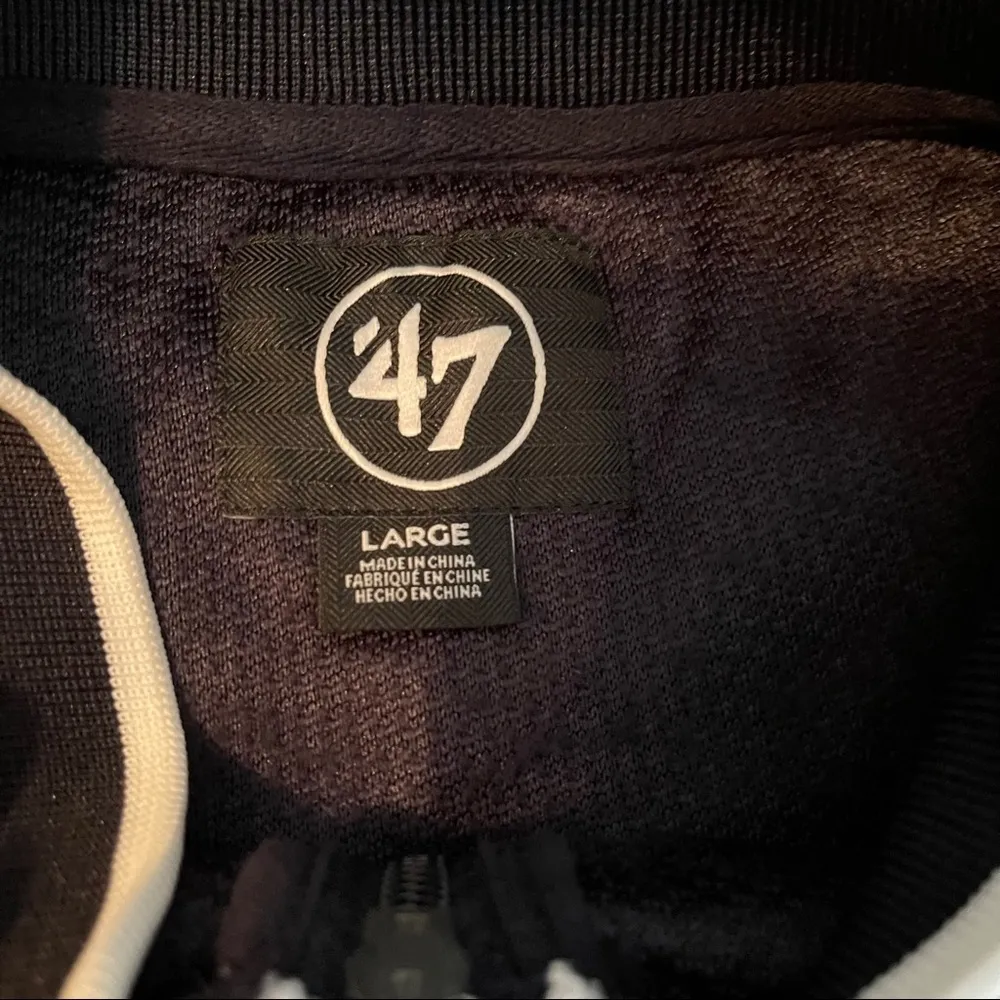 '47
LARGE
MADE IN CHINA
FABRIQUÉ EN CHINE
HECHO EN CHINA